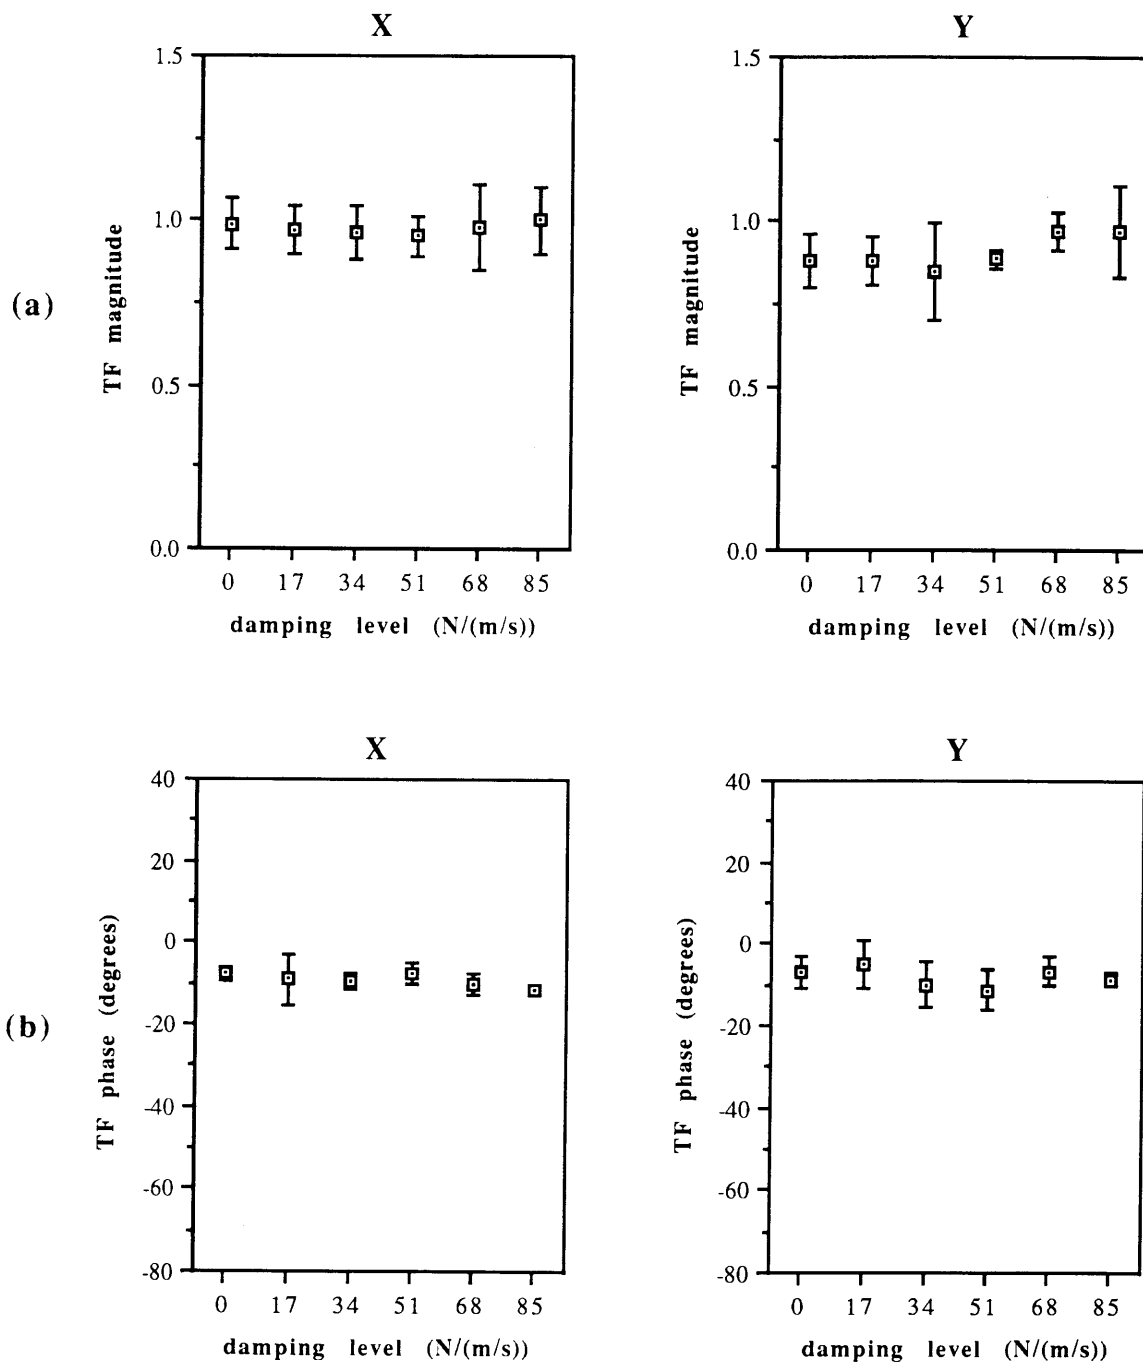 X
Y
1.5
1.0
0.5
0.0
TF magnitude
0 17 34 51 68 85
damping level (N/(m/s))
(a)
1.5
1.0
0.5
0.0
TF magnitude
0 17 34 51 68 85
damping level (N/(m/s))
X
Y
40
20
0
-20
-40
-60
-80
TF phase (degrees)
0 17 34 51 68 85
damping level (N/(m/s))
(b)
40
20
0
-20
-40
-60
-80
TF phase (degrees)
0 17 34 51 68 85
damping level (N/(m/s))